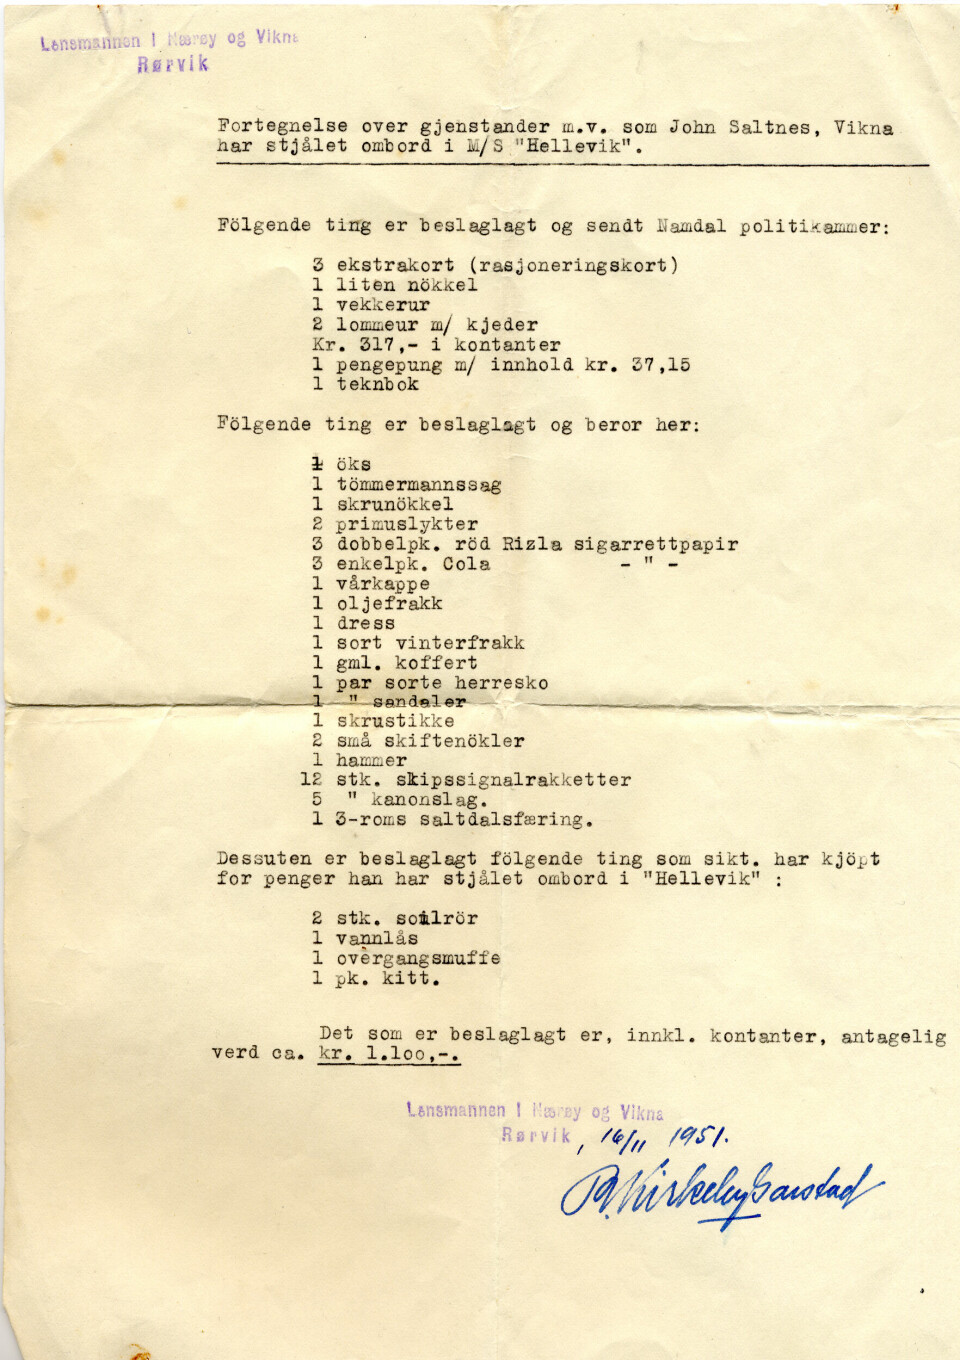 Lensmannen i Nærøy og Vikna
Rørvik
Fortegnelse over gjenstander m.v. som John Saltnes, Vikna
har stjålet ombord i M/S "Hellevik".
Fölgende ting er beslaglagt og sendt Namdal politikammer:
3 ekstrakort (rasjoneringskort)
1 liten nökkel
1 vekkerur
2 lommeur m/ kjeder
Kr. 317,- i kontanter
1 pengepung m/ innhold kr. 37,15
1 teknbok
Fölgende ting er beslaglagt og beror her:
1 öks
1 tömmermannssag
1 skrunökkel
2 primuslykter
3 dobbelpk. röd Rizla sigarrettpapir
3 enkelpk. Cola - " -
1 vårkappe
1 oljefrakk
1 dress
1 sort vinterfrakk
1 gml. koffert
1 par sorte herresko
1 " sandaler
1 skrustikke
2 små skiftenökler
1 hammer
12 stk. skipssignalrakketter
5 " kanonslag.
1 3-roms saltdalsfæring.
Dessuten er beslaglagt fölgende ting som sikt. har kjöpt
for penger han har stjålet ombord i "Hellevik" :
2 stk. soilrör
1 vannlås
1 overgangsmuffe
1 pk. kitt.
Det som er beslaglagt er, innkl. kontanter, antagelig
verd ca. kr. 1.100,-.
Lensmannen i Nærøy og Vikna
Rørvik, 16/11 1951.
Kirkeby Garstad